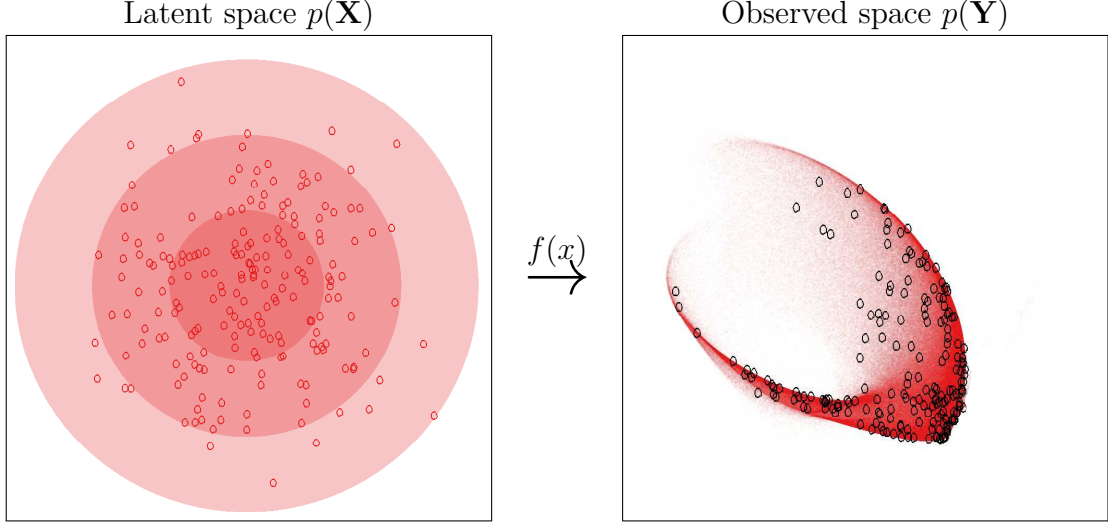 Latent space p(X)
Observed space p(Y)
f(x)